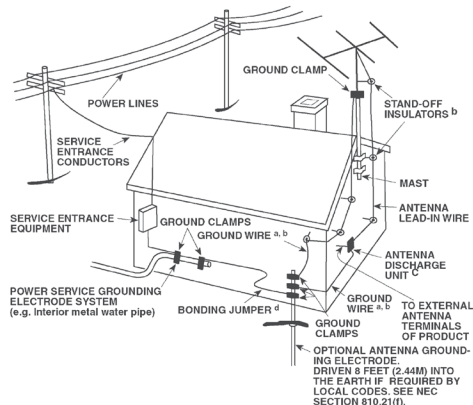 GROUND CLAMP
POWER LINES
STAND-OFF
INSULATORS b
SERVICE
ENTRANCE
CONDUCTORS
MAST
ANTENNA
LEAD-IN WIRE
SERVICE ENTRANCE
EQUIPMENT
GROUND CLAMPS
GROUND WIRE a, b
ANTENNA
DISCHARGE
UNIT C
POWER SERVICE GROUNDING
ELECTRODE SYSTEM
(e.g. Interior metal water pipe)
BONDING JUMPER d
GROUND
WIRE a, b
TO EXTERNAL
ANTENNA
TERMINALS
OF PRODUCT
GROUND
CLAMPS
OPTIONAL ANTENNA GROUND-
ING ELECTRODE.
DRIVEN 8 FEET (2.44M) INTO
THE EARTH IF REQUIRED BY
LOCAL CODES. SEE NEC
SECTION 810.21(f).